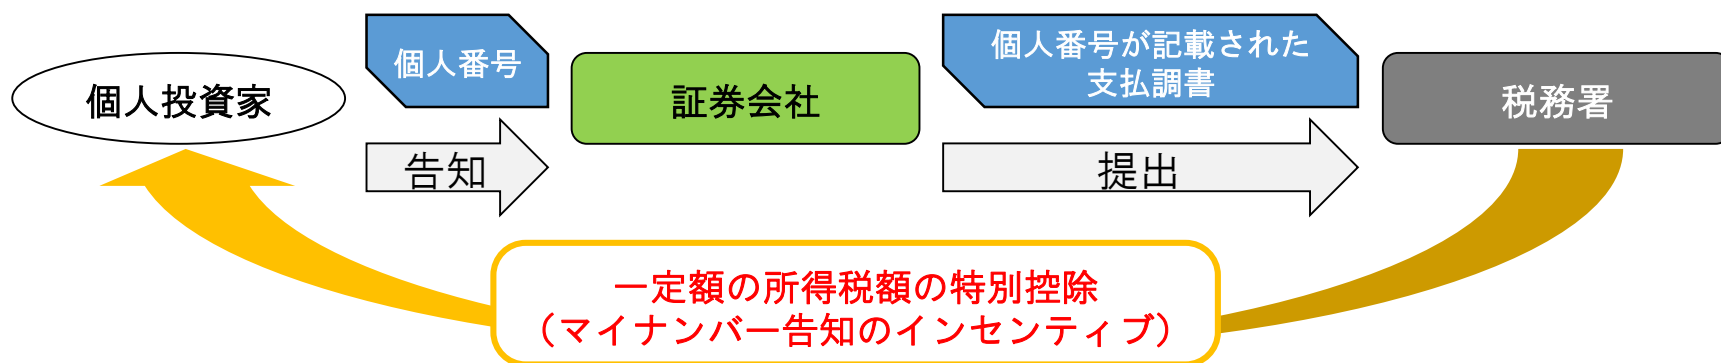 個人投資家
個人番号
告知
証券会社
個人番号が記載された
支払調書
提出
税務署
一定額の所得税額の特別控除
（マイナンバー告知のインセンティブ）